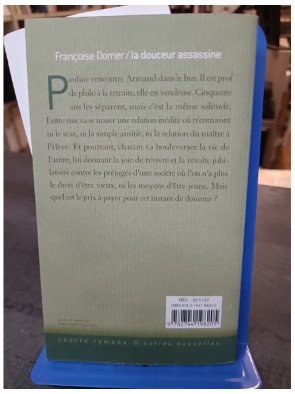 Françoise Dorner / la douceur assassine
Pauline rencontre Armand dans le bus. Il est prof
de philo à la retraite, elle est vendeuse. Cinquante
ans les séparent, mais c'est la même solitude.
Entre eux va se nouer une relation inédite où n'entreront
ni le sexe, ni la simple amitié, ni la relation du maître à
l'élève. Et pourtant, chacun va bouleverser la vie de
l'autre, lui donnant la joie de revivre et la révolte jubi-
latoire contre les préjugés d'une société où l'on n'a plus
le droit d'être vieux, ni les moyens d'être jeune. Mais
quel est le prix à payer pour cet instant de douceur ?
RÉF. : 671737
9 782744 198205
courts romans & autres nouvelles